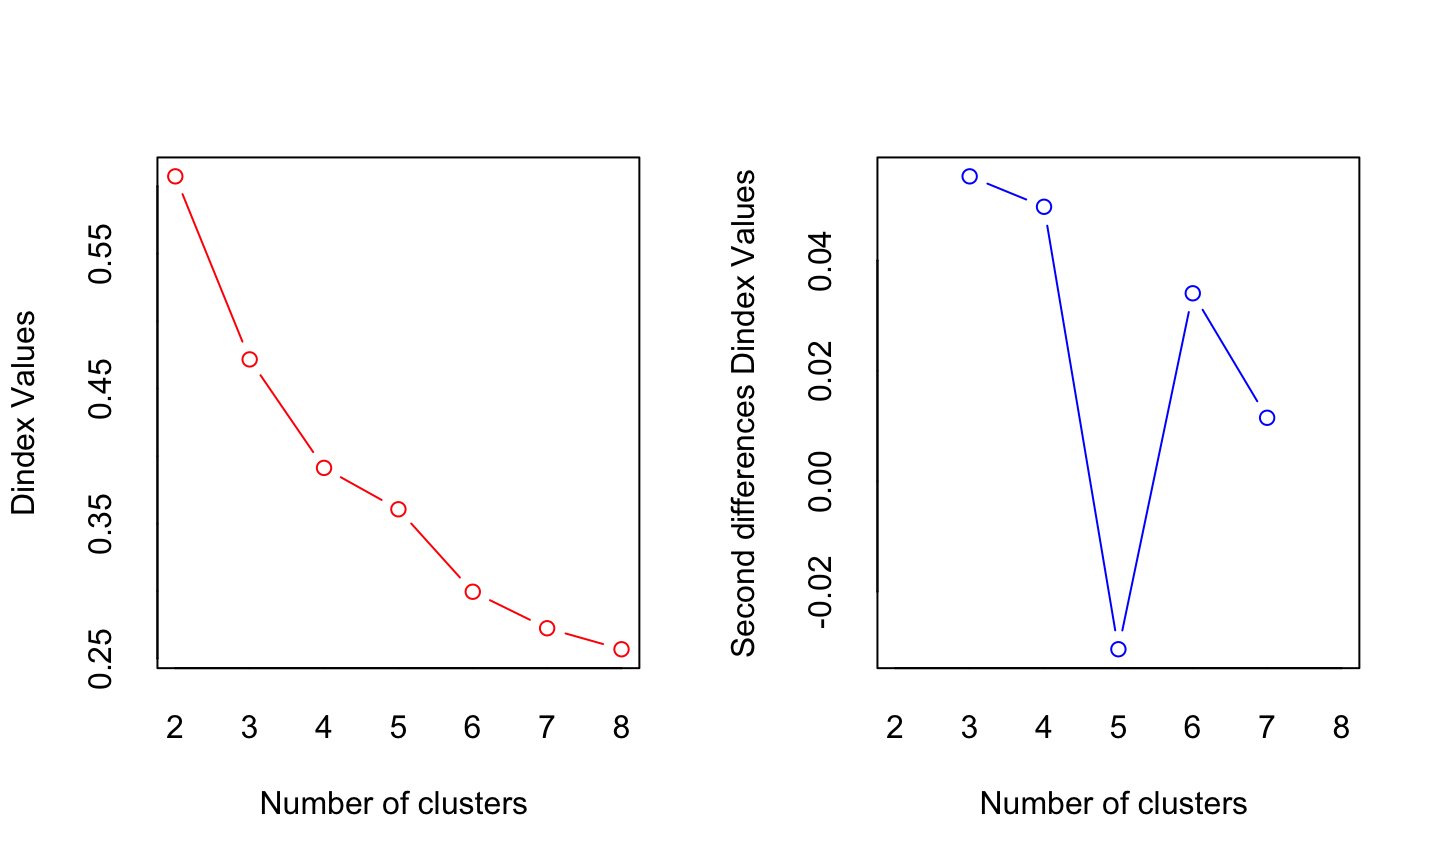 Dindex Values
0.55
0.45
0.35
0.25
2 3 4 5 6 7 8
Number of clusters
Second differences Dindex Values
0.04
0.02
0.00
-0.02
2 3 4 5 6 7 8
Number of clusters